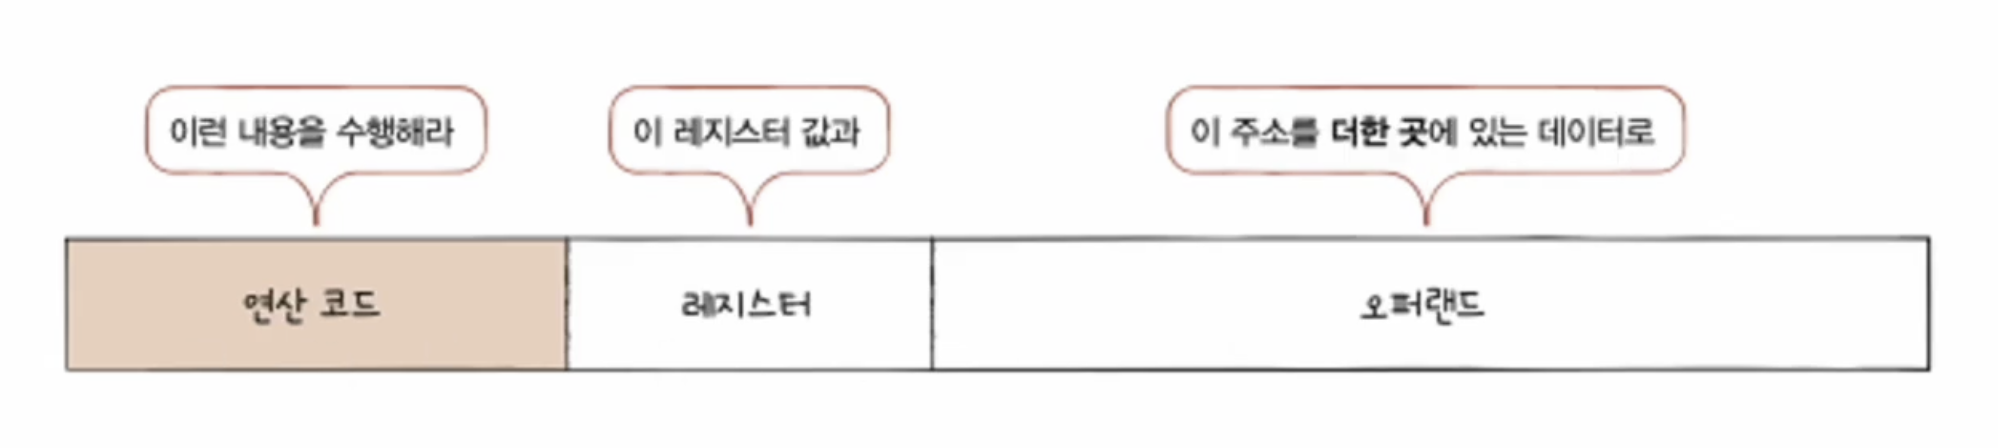 이런 내용을 수행해라
이 레지스터 값과
이 주소를 더한 곳에 있는 데이터로
연산 코드
레지스터
오퍼랜드